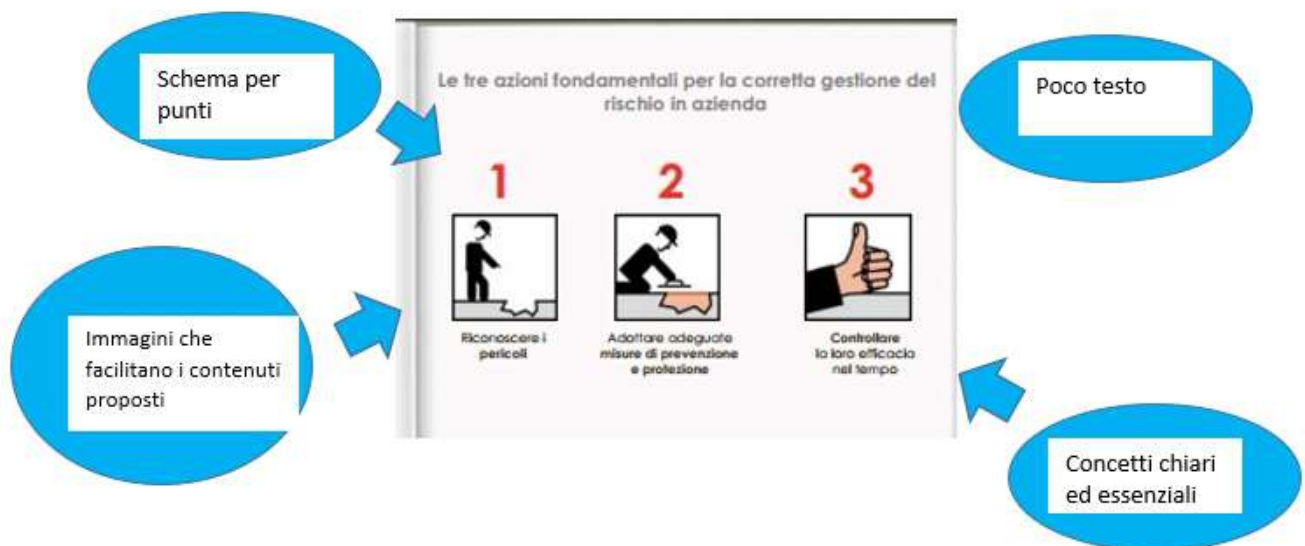 Schema per
punti
Poco testo
Le tre azioni fondamentali per la corretta gestione del
rischio in azienda
1
2
3
Riconoscere i
pericoli
Adottare adeguate
misure di prevenzione
e protezione
Controllare
la loro efficacia
nel tempo
Immagini che
facilitano i contenuti
proposti
Concetti chiari
ed essenziali